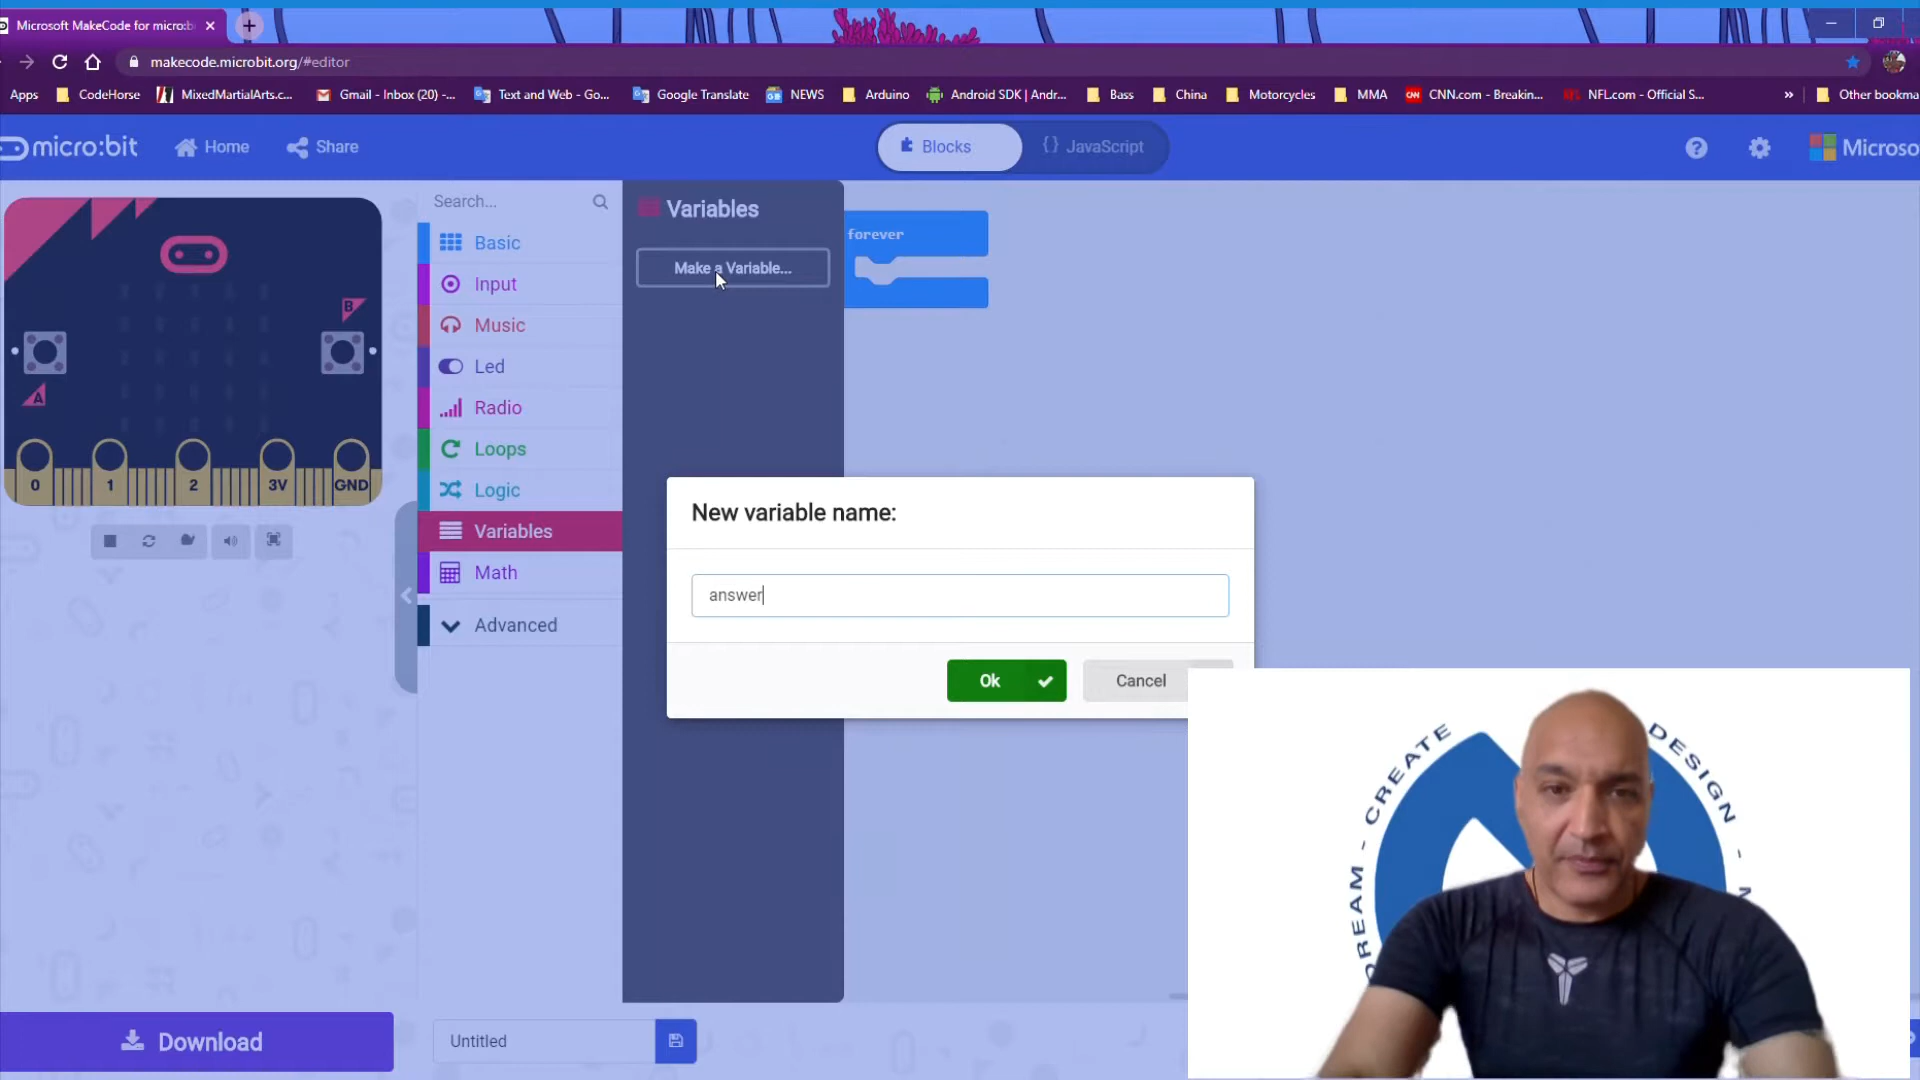 Microsoft MakeCode for micro:b
makecode.microbit.org/#editor
Apps
CodeHorse
MixedMartialArts.c...
Gmail - Inbox (20) -...
Text and Web - Go...
Google Translate
NEWS
Arduino
Android SDK | Andr...
Bass
China
Motorcycles
MMA
CNN.com - Breakin...
NFL.com - Official S...
»
Other bookma
micro:bit
Home
Share
Blocks
{} JavaScript
Microso
Search...
Basic
Input
Music
Led
Radio
Loops
Logic
Variables
Math
Advanced
Variables
Make a Variable...
forever
B
A
0
1
2
3V
GND
New variable name:
answer
Ok
Cancel
Download
Untitled
CREATE
DESIGN